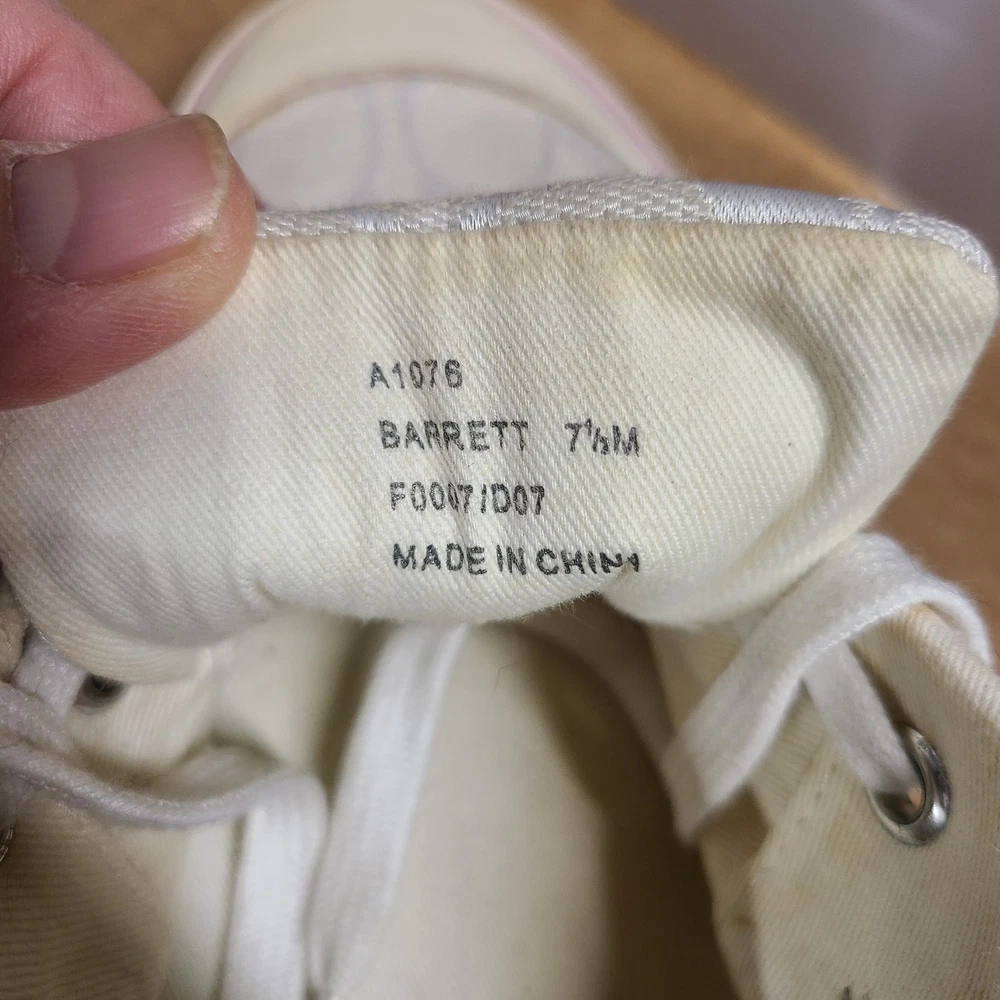 A1076
BARRETT 7½M
F0007/D07
MADE IN CHINA